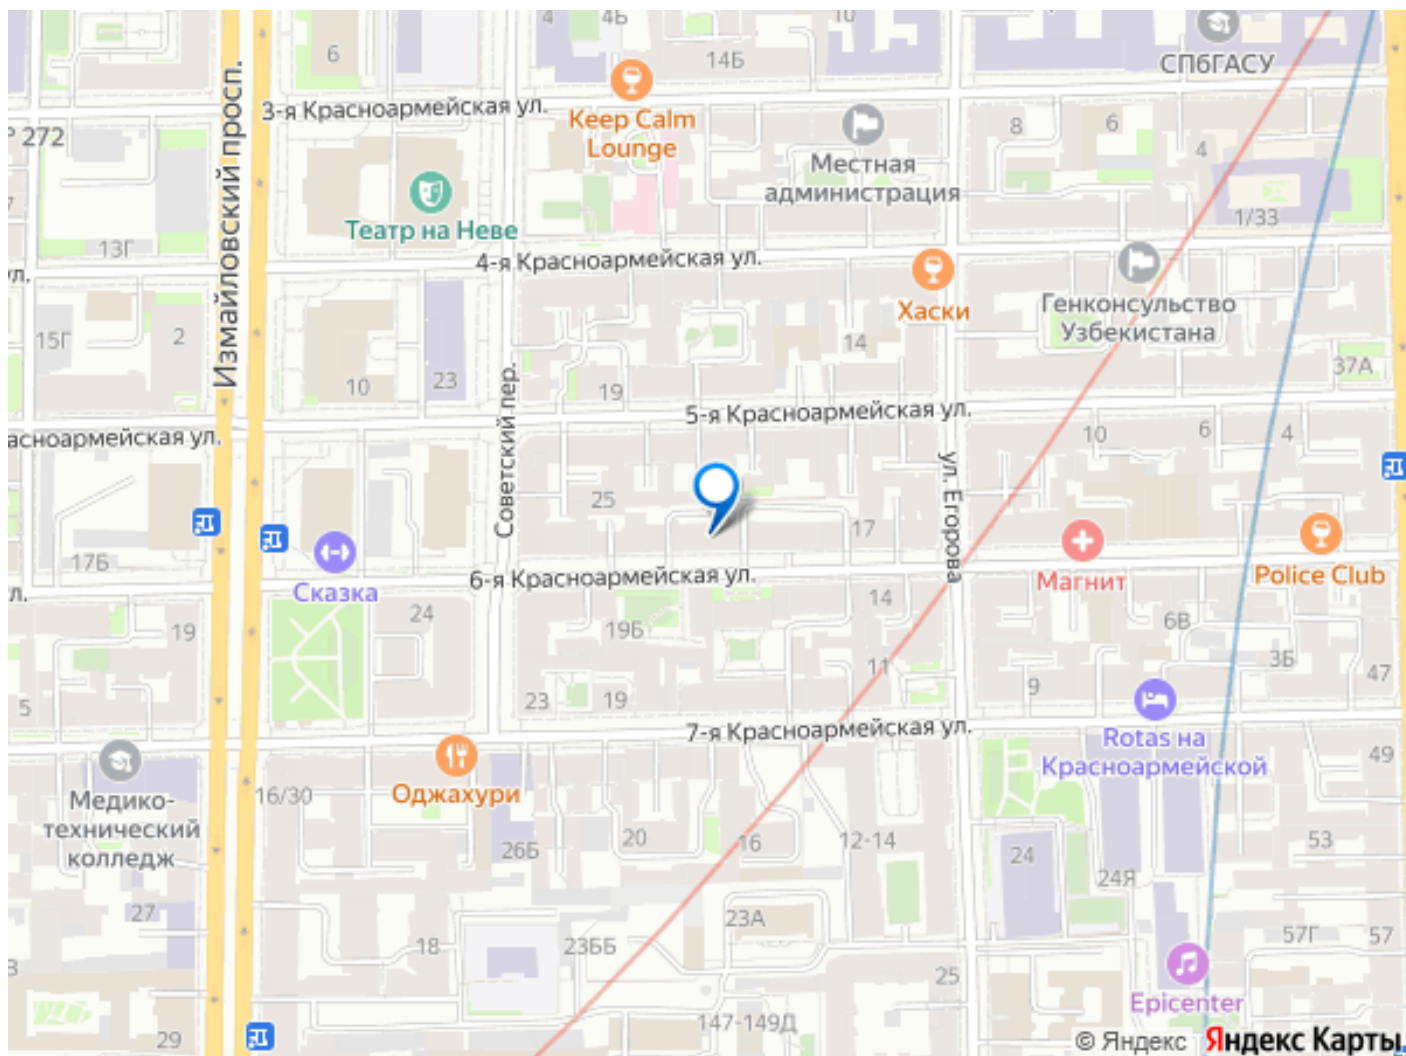 4
4Б
10
6
14Б
СПбГАСУ
3-я Красноармейская ул.
Keep Calm
Lounge
Р 272
8
6
4
Местная
администрация
Измайловский просп.
Театр на Неве
1/33
13Г
4-я Красноармейская ул.
ул.
Хаски
Генконсульство
Узбекистана
15Г
2
14
37А
10
23
19
Советский пер.
5-я Красноармейская ул.
асноармейская ул.
10
6
4
ул. Егорова
25
17
17Б
Сказка
6-я Красноармейская ул.
Магнит
Police Club
л.
24
14
19
19Б
6В
3Б
11
47
9
5
23
19
7-я Красноармейская ул.
Rotas на
Красноармейской
49
Оджахури
Медико-
технический
колледж
16/30
20
16
12-14
53
26Б
24
24Я
27
23А
18
23ББ
57Г
57
В
25
Epicenter
147-149Д
29
© Яндекс Яндекс Карты